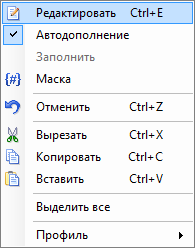 Редактировать Ctrl+E
Автодополнение
Заполнить
{#} Маска
Отменить Ctrl+Z
Вырезать Ctrl+X
Копировать Ctrl+C
Вставить Ctrl+V
Выделить все
Профиль